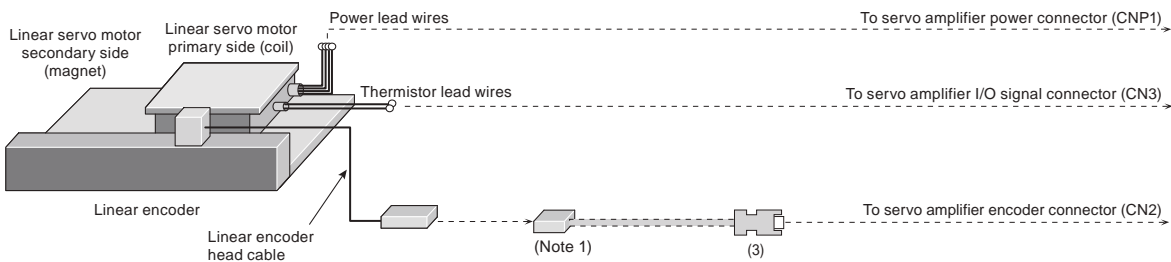 Power lead wires
To servo amplifier power connector (CNP1)
Linear servo motor
secondary side
(magnet)
Linear servo motor
primary side (coil)
Thermistor lead wires
To servo amplifier I/O signal connector (CN3)
Linear encoder
Linear encoder
head cable
(Note 1)
(3)
To servo amplifier encoder connector (CN2)